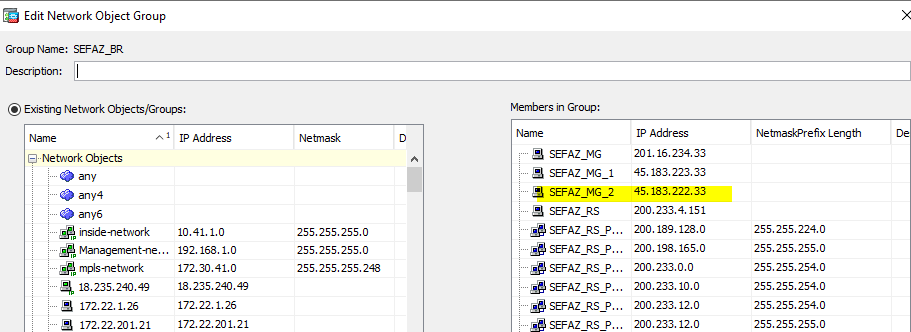 Edit Network Object Group
Group Name: SEFAZ_BR
Description:
Existing Network Objects/Groups:
Name 1 IP Address Netmask D
Network Objects
any
any4
any6
inside-network 10.41.1.0 255.255.255.0
Management-ne... 192.168.1.0 255.255.255.0
mpls-network 172.30.41.0 255.255.255.248
18.235.240.49 18.235.240.49
172.22.1.26 172.22.1.26
172.22.201.21 172.22.201.21
Members in Group:
Name IP Address NetmaskPrefix Length De
SEFAZ_MG 201.16.234.33
SEFAZ_MG_1 45.183.223.33
SEFAZ_MG_2 45.183.222.33
SEFAZ_RS 200.233.4.151
SEFAZ_RS_P... 200.189.128.0 255.255.224.0
SEFAZ_RS_P... 200.198.165.0 255.255.255.0
SEFAZ_RS_P... 200.233.0.0 255.255.254.0
SEFAZ_RS_P... 200.233.10.0 255.255.254.0
SEFAZ_RS_P... 200.233.12.0 255.255.254.0
SEFAZ_RS_P... 200.233.12.0 255.255.255.0